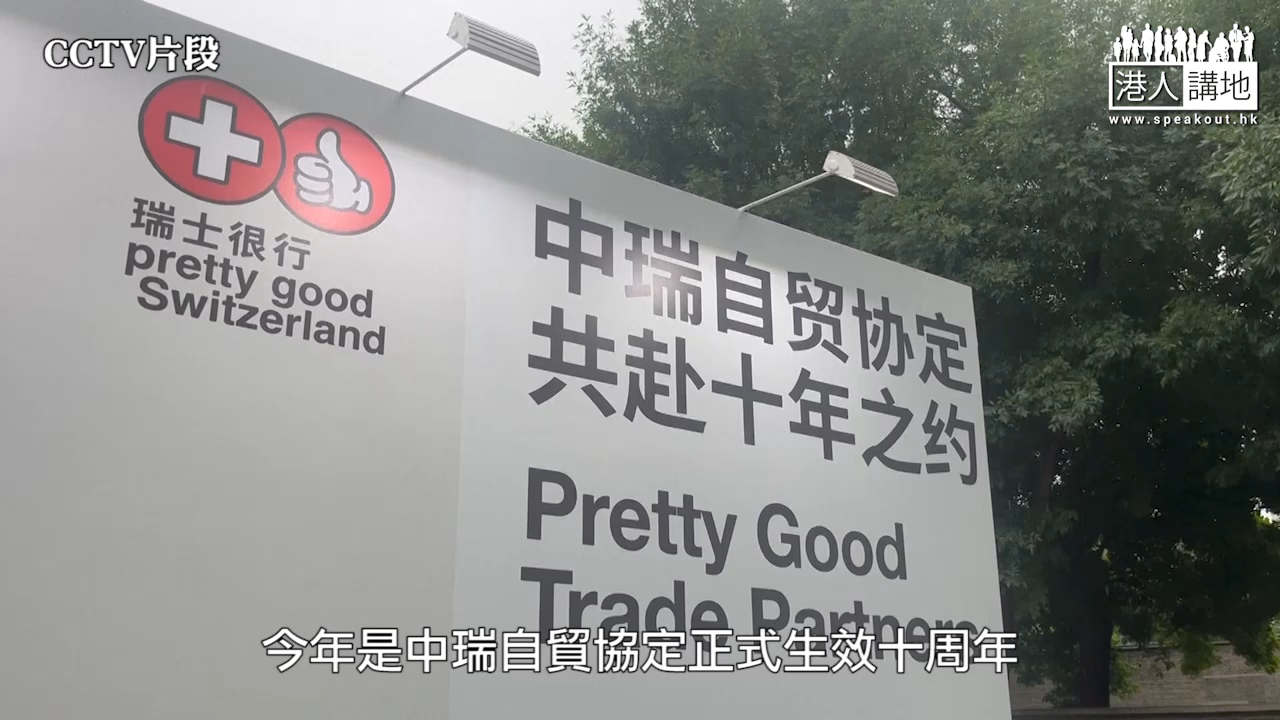 CCTV片段
港人講地
www.speakout.hk
瑞士很行
pretty good
Switzerland
中瑞自贸协定
共赴十年之约
Pretty Good
Trade Partners
今年是中瑞自貿協定正式生效十周年